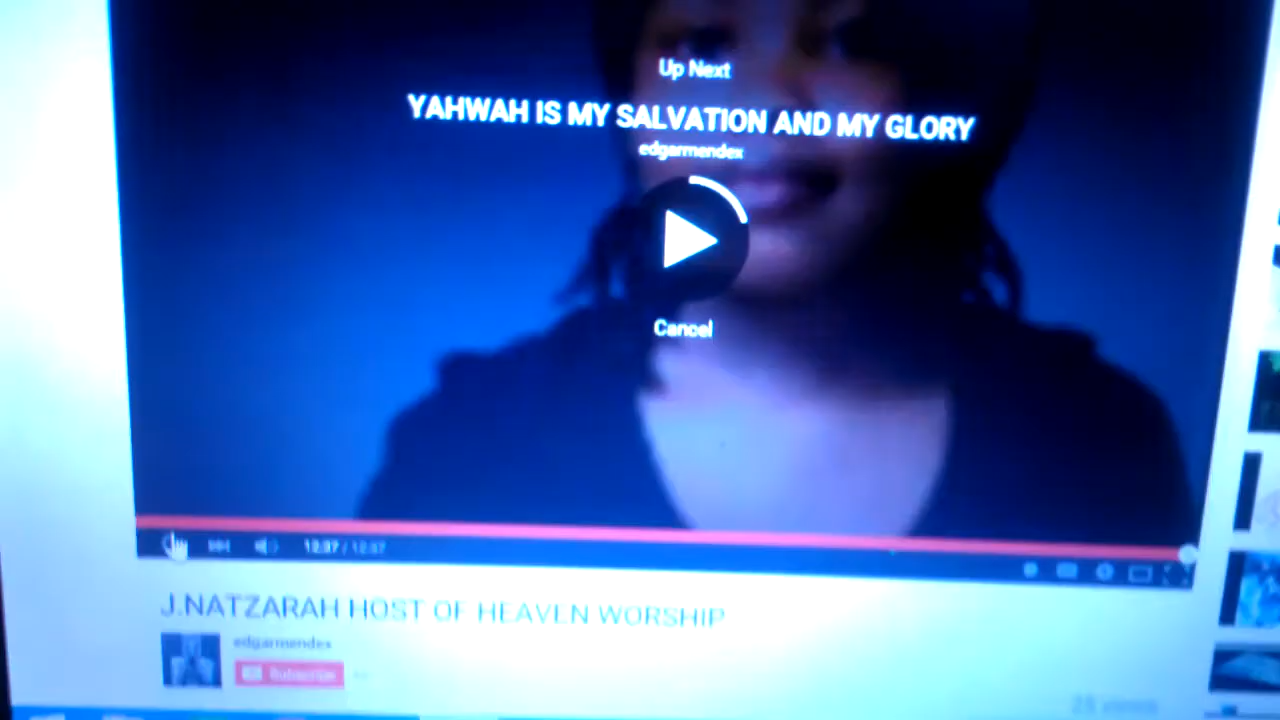 Up Next
YAHWAH IS MY SALVATION AND MY GLORY
edgarmendex
Cancel
12:37 / 12:37
J.NATZARAH HOST OF HEAVEN WORSHIP
edgarmendex
Subscribe